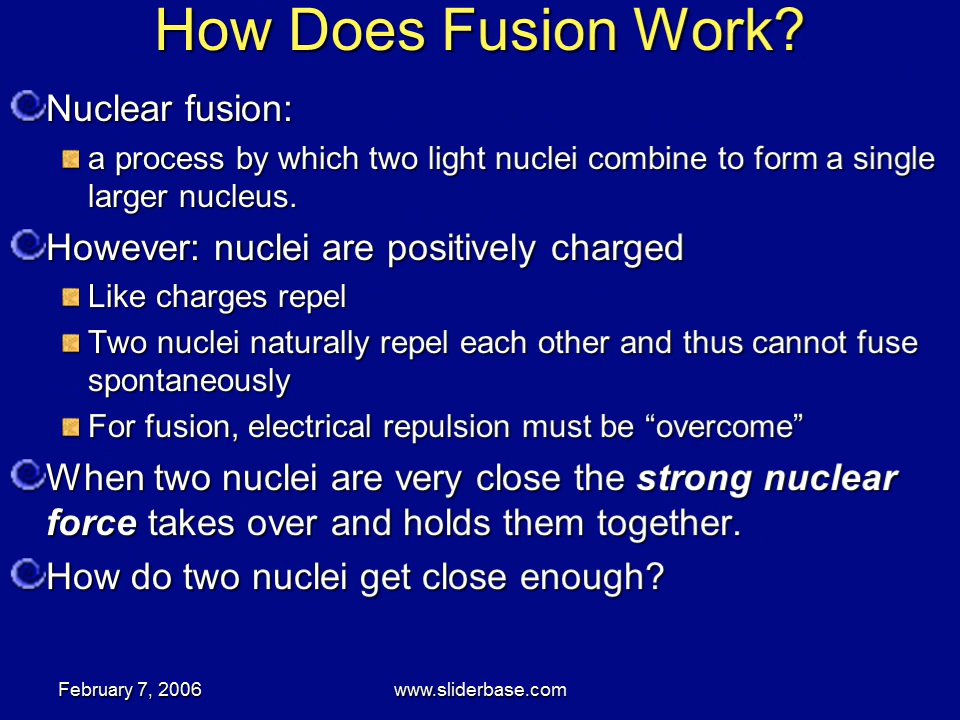 How Does Fusion Work?
Nuclear fusion:
a process by which two light nuclei combine to form a single
larger nucleus.
However: nuclei are positively charged
Like charges repel
Two nuclei naturally repel each other and thus cannot fuse
spontaneously
For fusion, electrical repulsion must be “overcome”
When two nuclei are very close the strong nuclear
force takes over and holds them together.
How do two nuclei get close enough?
February 7, 2006
www.sliderbase.com